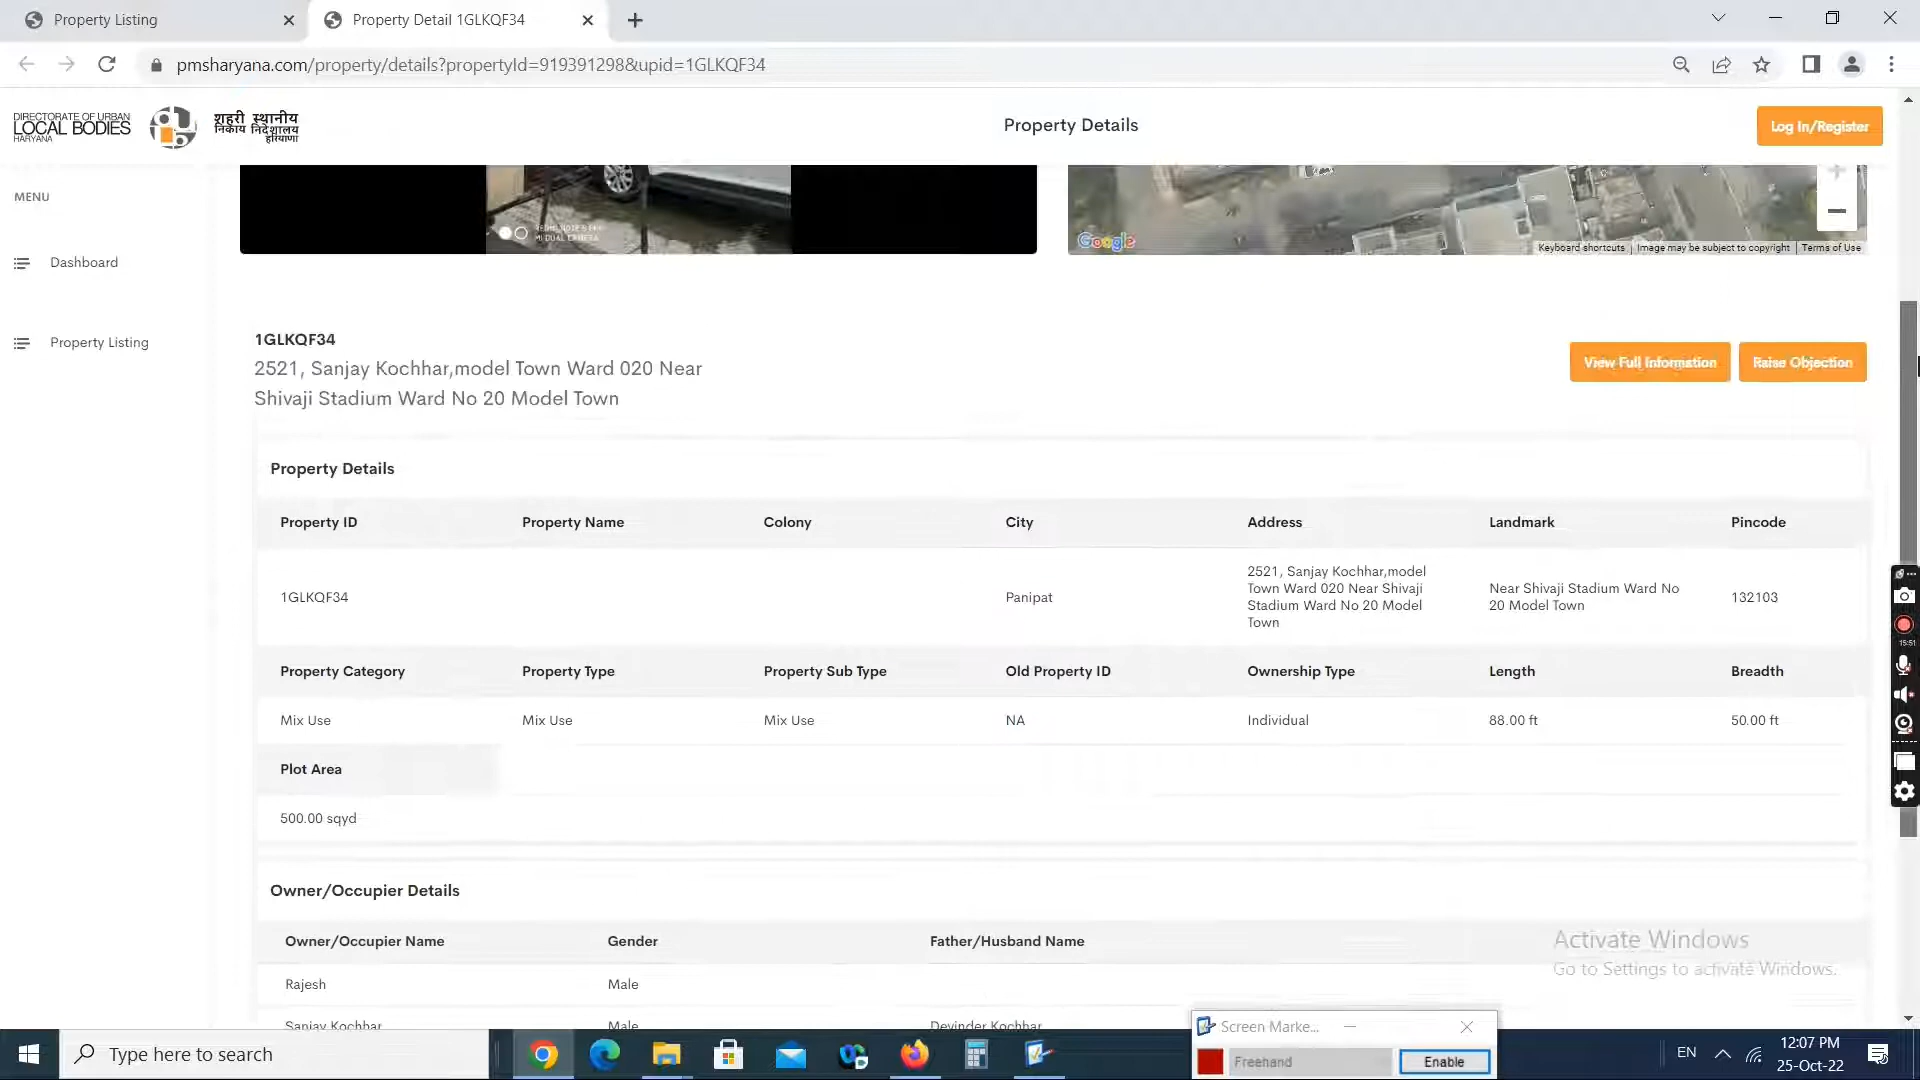 Property Listing
Property Detail 1GLKQF34
pmsharyana.com/property/details?propertyId=919391298&upid=1GLKQF34
DIRECTORATE OF URBAN
LOCAL BODIES
HARYANA
शहरी स्थानीय
निकाय निदेशालय
हरियाणा
Property Details
Log In/Register
MENU
Dashboard
Property Listing
MI DUAL CAMERA
Google
Keyboard shortcuts
Image may be subject to copyright
Terms of Use
1GLKQF34
2521, Sanjay Kochhar,model Town Ward 020 Near
Shivaji Stadium Ward No 20 Model Town
View Full Information
Raise Objection
Property Details
Property ID Property Name Colony City Address Landmark Pincode
2521, Sanjay Kochhar,model
Town Ward 020 Near Shivaji
Stadium Ward No 20 Model
Town
1GLKQF34 Panipat
Near Shivaji Stadium Ward No
20 Model Town
132103
Property Category Property Type Property Sub Type Old Property ID Ownership Type Length Breadth
Mix Use Mix Use Mix Use NA Individual 88.00 ft 50.00 ft
Plot Area
500.00 sqyd
Owner/Occupier Details
Owner/Occupier Name Gender Father/Husband Name
Rajesh Male
Sanjay Kochhar Male Devinder Kochhar
Activate Windows
Go to Settings to activate Windows.
15:51
Screen Marke...
Freehand
Enable
Type here to search
EN
12:07 PM
25-Oct-22